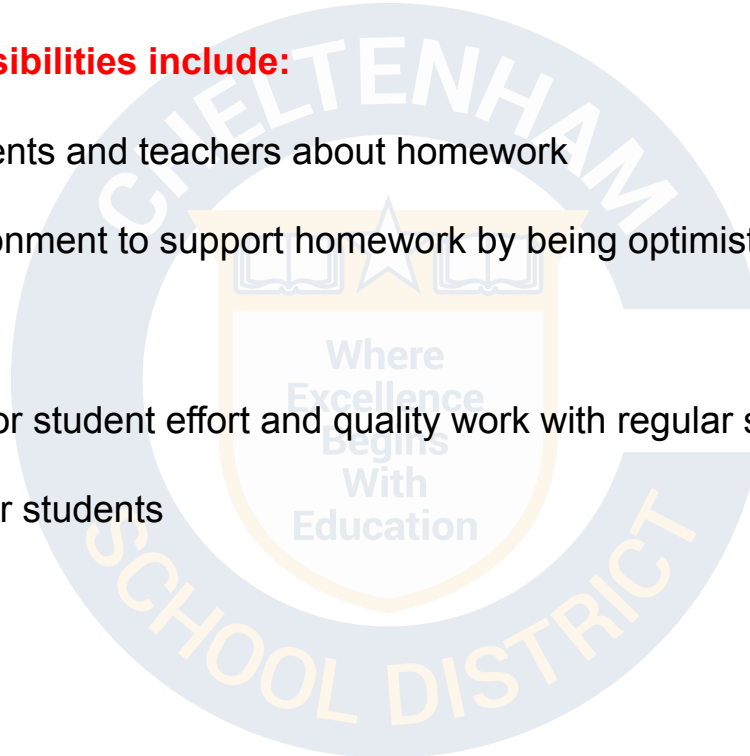 sibilities include:
ents and teachers about homework
onment to support homework by being optimist
or student effort and quality work with regular s
r students
CHELTENHAM
Where
Excellence
Begins
With
Education
SCHOOL DISTRICT